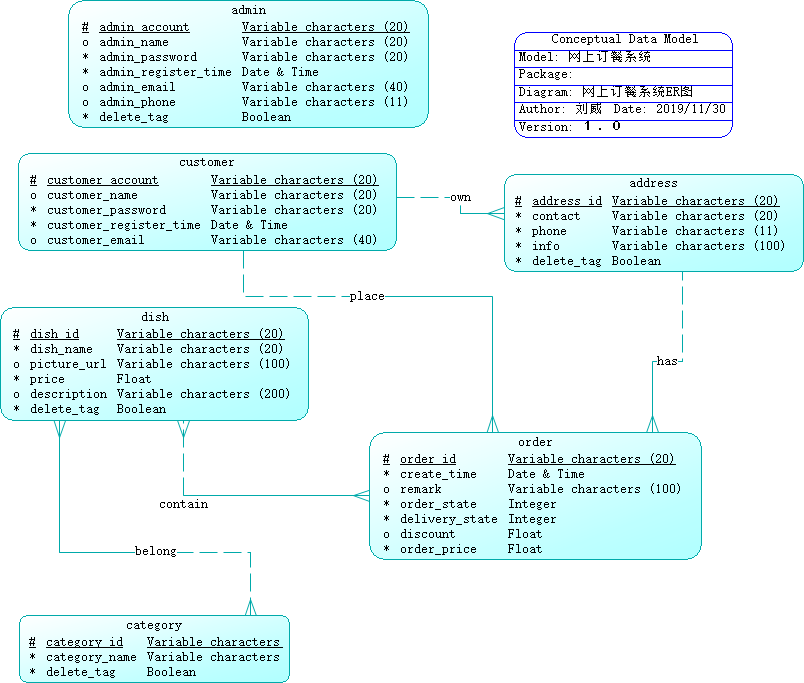 admin
# admin_account Variable characters (20)
o admin_name Variable characters (20)
* admin_password Variable characters (20)
* admin_register_time Date & Time
o admin_email Variable characters (40)
o admin_phone Variable characters (11)
* delete_tag Boolean
Conceptual Data Model
Model: 网上订餐系统
Package:
Diagram: 网上订餐系统ER图
Author: 刘威 Date: 2019/11/30
Version: 1.0
customer
# customer_account Variable characters (20)
o customer_name Variable characters (20)
* customer_password Variable characters (20)
* customer_register_time Date & Time
o customer_email Variable characters (40)
own
address
# address_id Variable characters (20)
* contact Variable characters (20)
* phone Variable characters (11)
* info Variable characters (100)
* delete_tag Boolean
place
dish
# dish_id Variable characters (20)
* dish_name Variable characters (20)
o picture_url Variable characters (100)
* price Float
o description Variable characters (200)
* delete_tag Boolean
has
order
# order_id Variable characters (20)
* create_time Date & Time
o remark Variable characters (100)
* order_state Integer
* delivery_state Integer
o discount Float
* order_price Float
contain
belong
category
# category_id Variable characters
* category_name Variable characters
* delete_tag Boolean